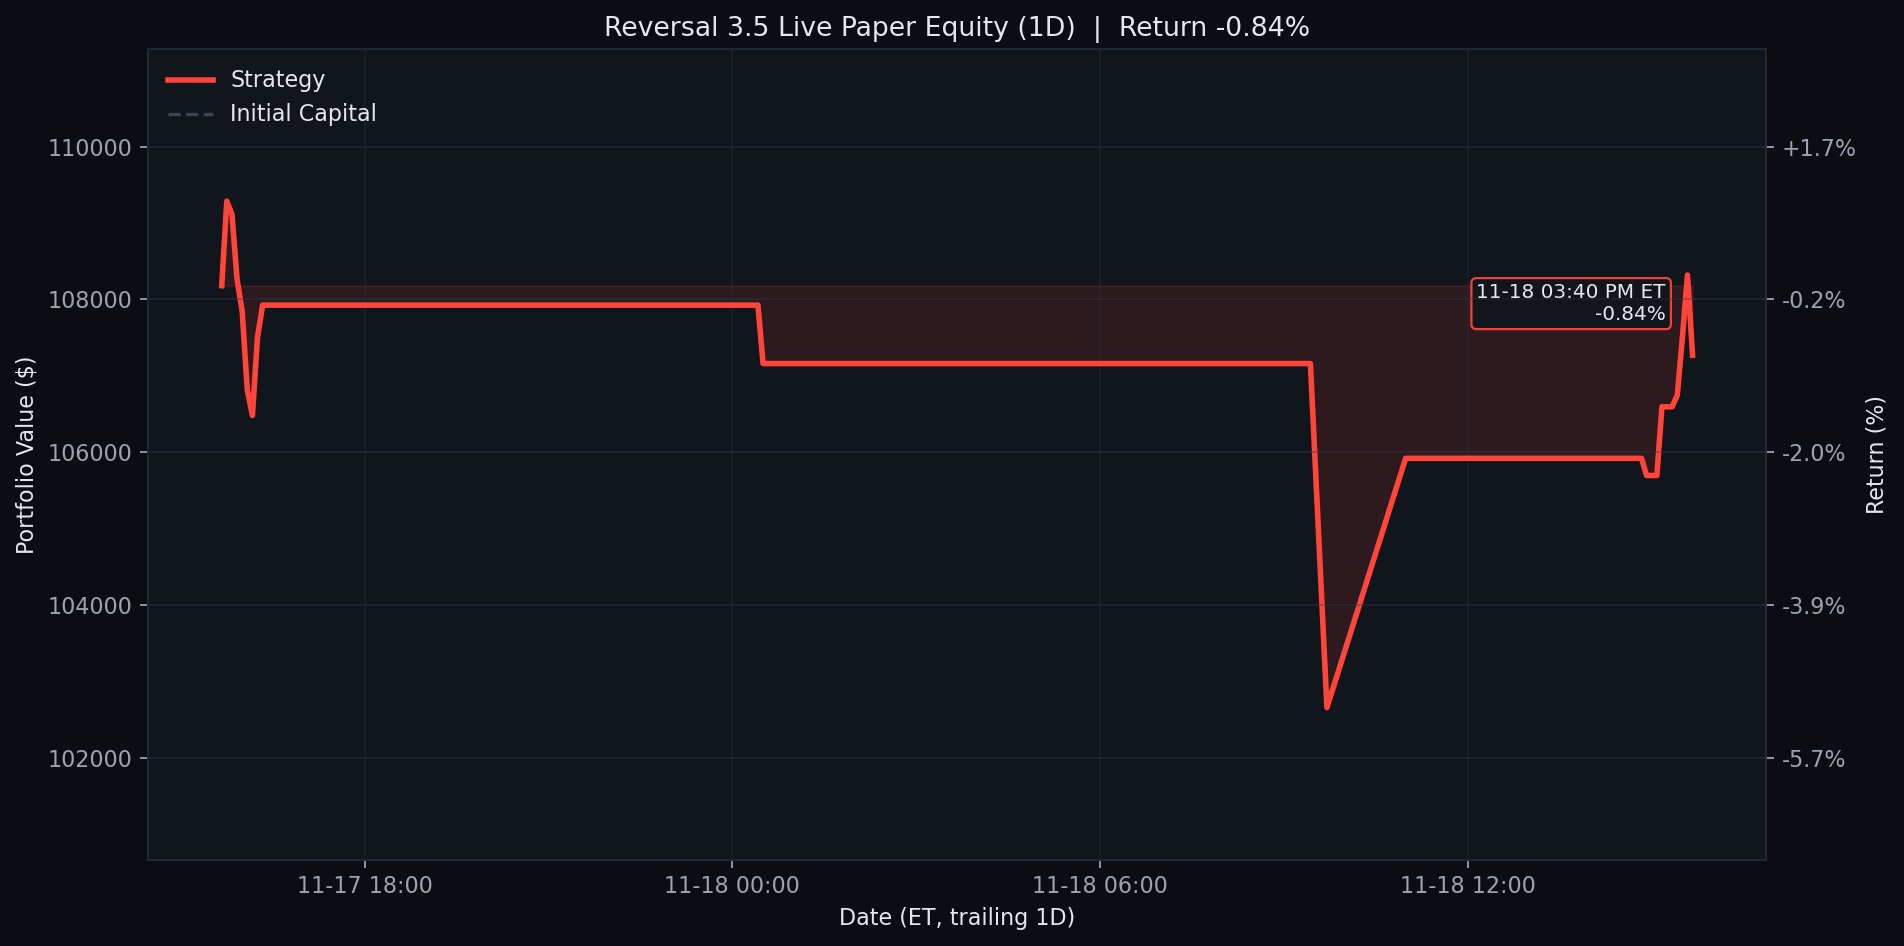 Reversal 3.5 Live Paper Equity (1D) | Return -0.84%
Strategy
Initial Capital
110000
108000
106000
104000
102000
Portfolio Value ($)
+1.7%
-0.2%
-2.0%
-3.9%
-5.7%
Return (%)
11-18 03:40 PM ET
-0.84%
11-17 18:00
11-18 00:00
11-18 06:00
11-18 12:00
Date (ET, trailing 1D)